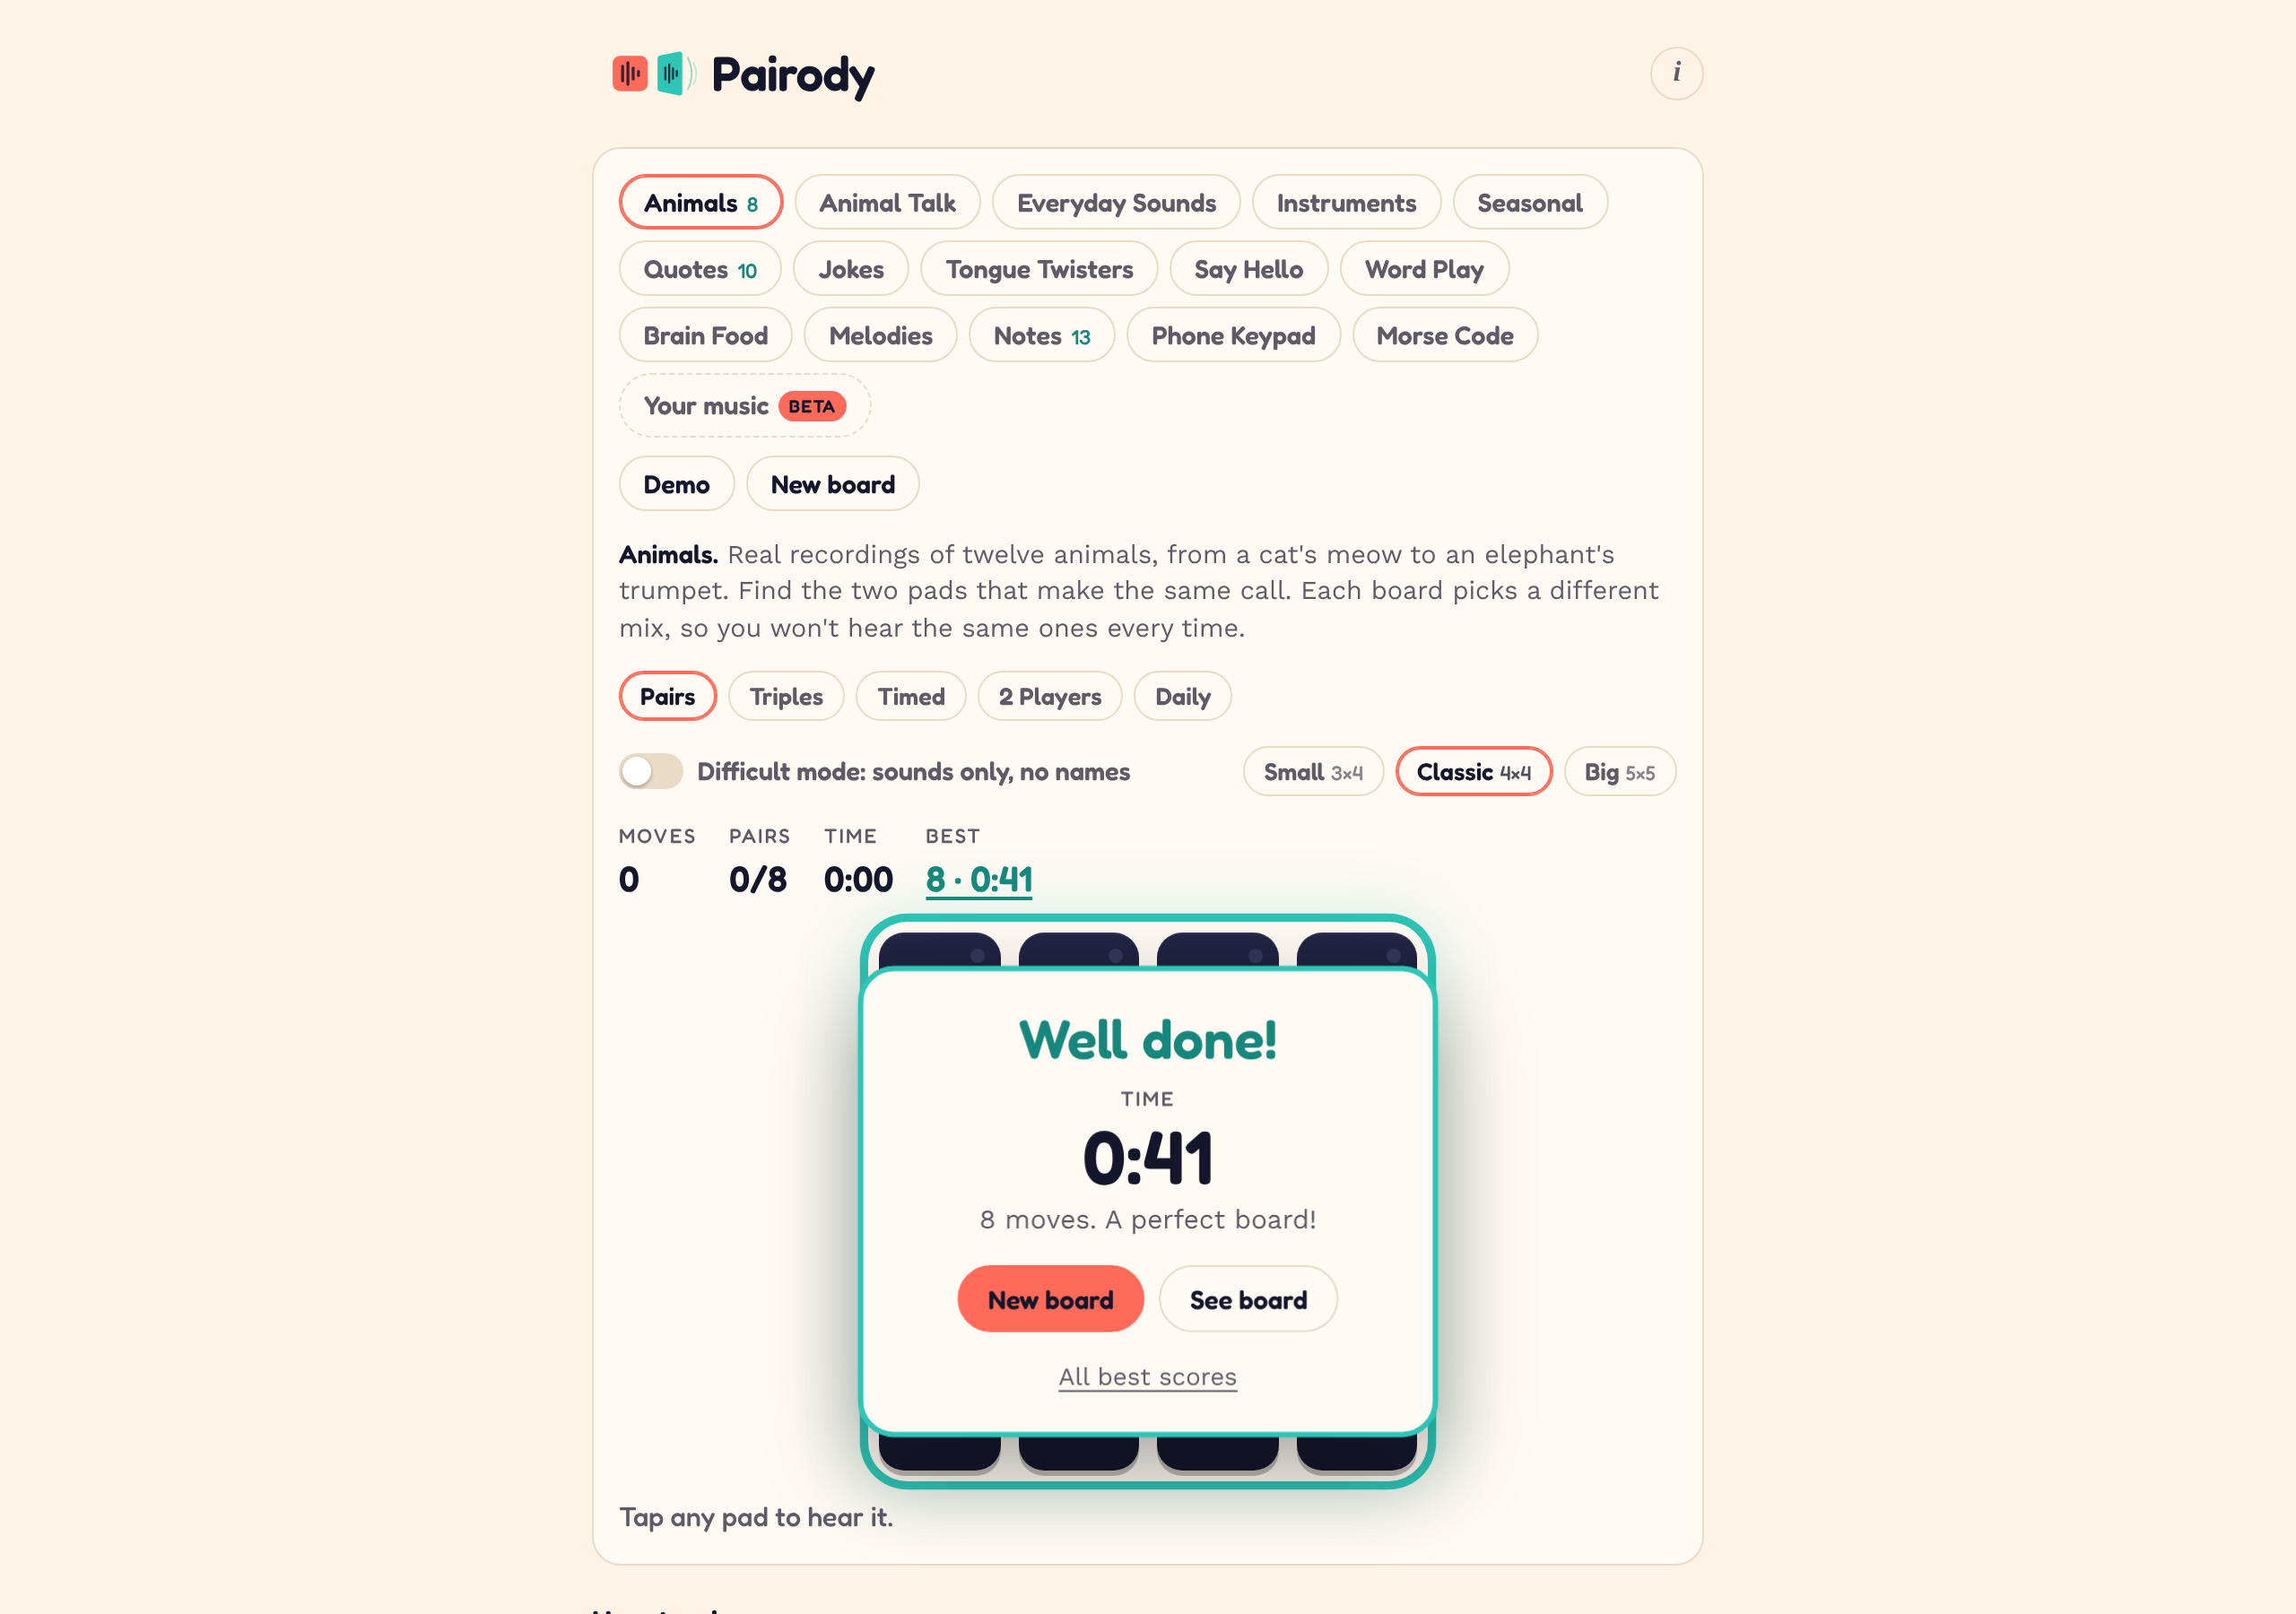 Pairody
i
Animals 8
Animal Talk
Everyday Sounds
Instruments
Seasonal
Quotes 10
Jokes
Tongue Twisters
Say Hello
Word Play
Brain Food
Melodies
Notes 13
Phone Keypad
Morse Code
Your music BETA
Demo
New board
Animals. Real recordings of twelve animals, from a cat's meow to an elephant's
trumpet. Find the two pads that make the same call. Each board picks a different
mix, so you won't hear the same ones every time.
Pairs
Triples
Timed
2 Players
Daily
Difficult mode: sounds only, no names
Small 3×4
Classic 4×4
Big 5×5
MOVES
PAIRS
TIME
BEST
0
0/8
0:00
8 · 0:41
Well done!
TIME
0:41
8 moves. A perfect board!
New board
See board
All best scores
Tap any pad to hear it.